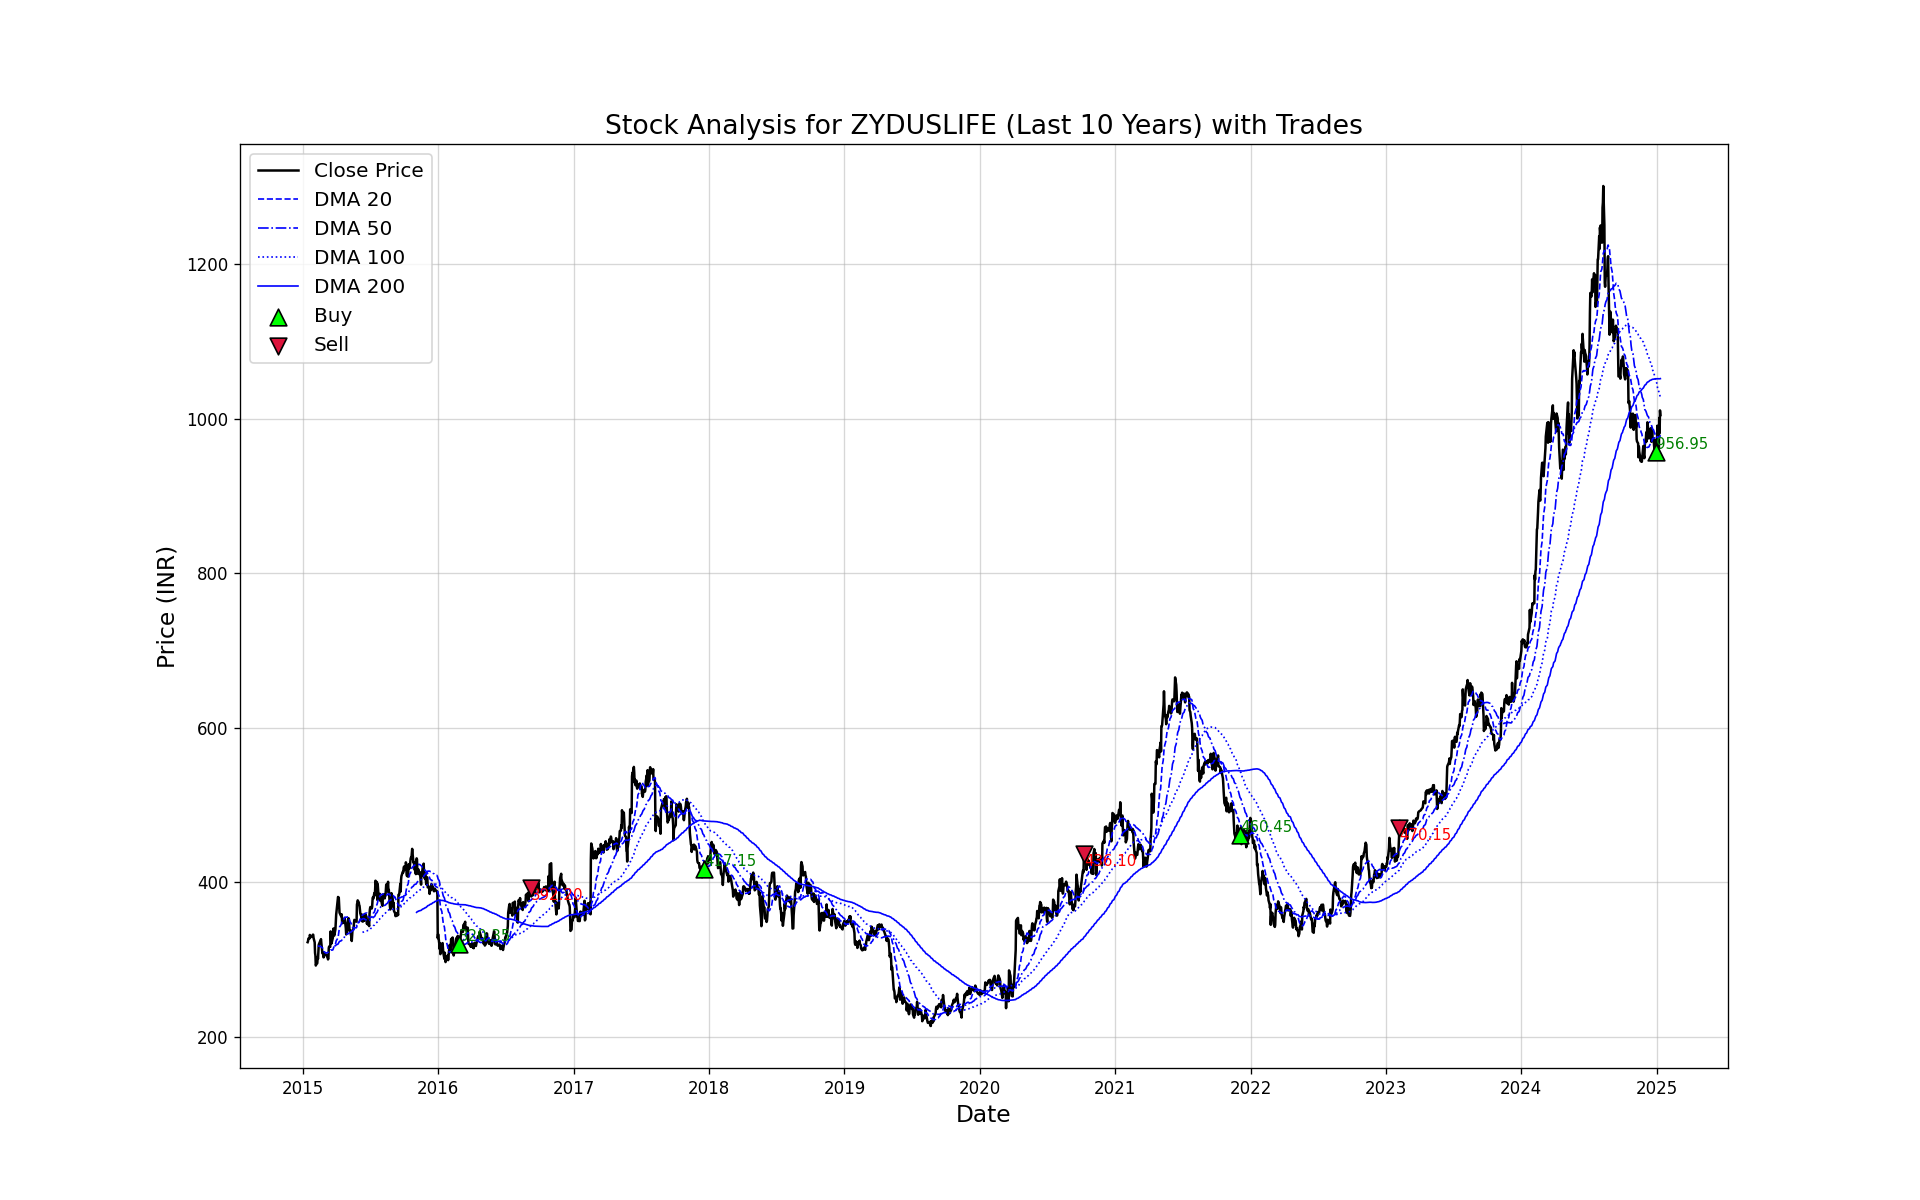 Stock Analysis for ZYDUSLIFE (Last 10 Years) with Trades
Close Price
DMA 20
DMA 50
DMA 100
DMA 200
Buy
Sell
Price (INR)
1200
1000
800
600
400
200
956.95
460.45
470.15
2015
2016
2017
2018
2019
2020
2021
2022
2023
2024
2025
Date